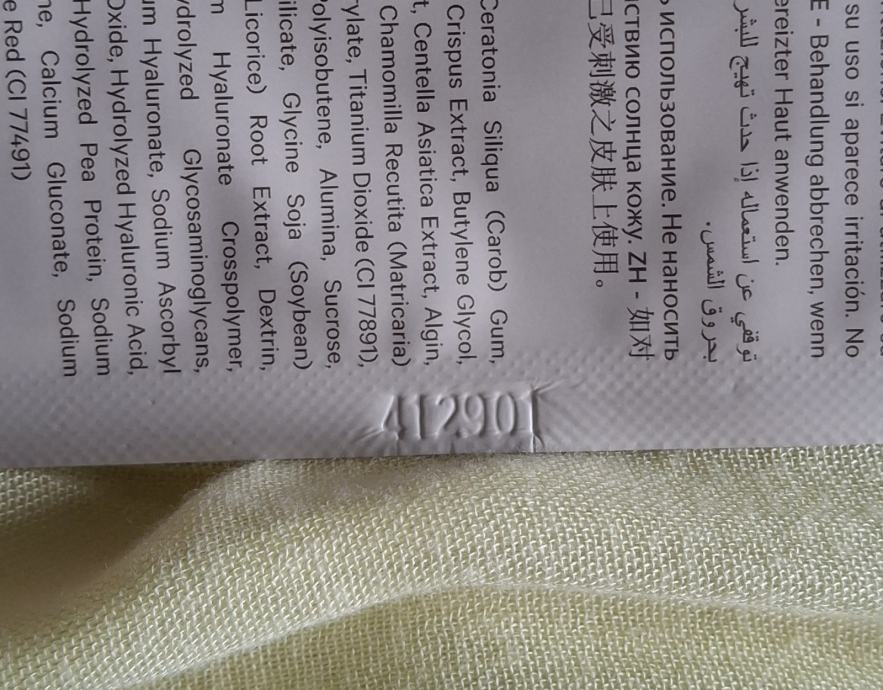 su uso si aparece irritación. No
E - Behandlung abbrechen, wenn
ereizter Haut anwenden.
توقفي عن استعماله إذا حدث تهيج للبشر
بحروق الشمس.
использование. Не наносить
ствию солнца кожу. ZH - 如对
已受刺激之皮肤上使用。
Ceratonia Siliqua (Carob) Gum,
Crispus Extract, Butylene Glycol,
t, Centella Asiatica Extract, Algin,
Chamomilla Recutita (Matricaria)
rylate, Titanium Dioxide (CI 77891),
Polyisobutene, Alumina, Sucrose,
ilicate, Glycine Soja (Soybean)
Licorice) Root Extract, Dextrin,
m Hyaluronate Crosspolymer,
ydrolyzed Glycosaminoglycans,
um Hyaluronate, Sodium Ascorbyl
Oxide, Hydrolyzed Hyaluronic Acid,
Hydrolyzed Pea Protein, Sodium
ne, Calcium Gluconate, Sodium
e Red (CI 77491)
412901